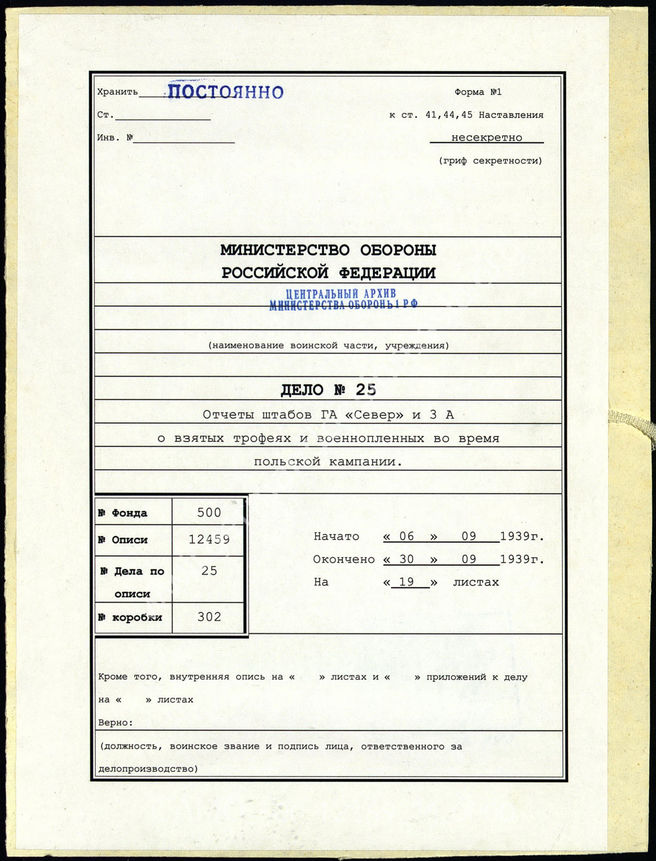 Хранить ПОСТОЯННО
Форма №1
Ст.
к ст. 41,44,45 Наставления
Инв. №
несекретно
(гриф секретности)
МИНИСТЕРСТВО ОБОРОНЫ
РОССИЙСКОЙ ФЕДЕРАЦИИ
ЦЕНТРАЛЬНЫЙ АРХИВ
МИНИСТЕРСТВА ОБОРОНЫ РФ
(наименование воинской части, учреждения)
ДЕЛО № 25
Отчеты штабов ГА «Север» и 3 А
о взятых трофеях и военнопленных во время
польской кампании.
№ Фонда 500
№ Описи 12459
№ Дела по описи 25
№ коробки 302
Начато « 06 » 09 1939г.
Окончено « 30 » 09 1939г.
На « 19 » листах
Кроме того, внутренняя опись на « » листах и « » приложений к делу
на « » листах
Верно:
(должность, воинское звание и подпись лица, ответственного за
делопроизводство)